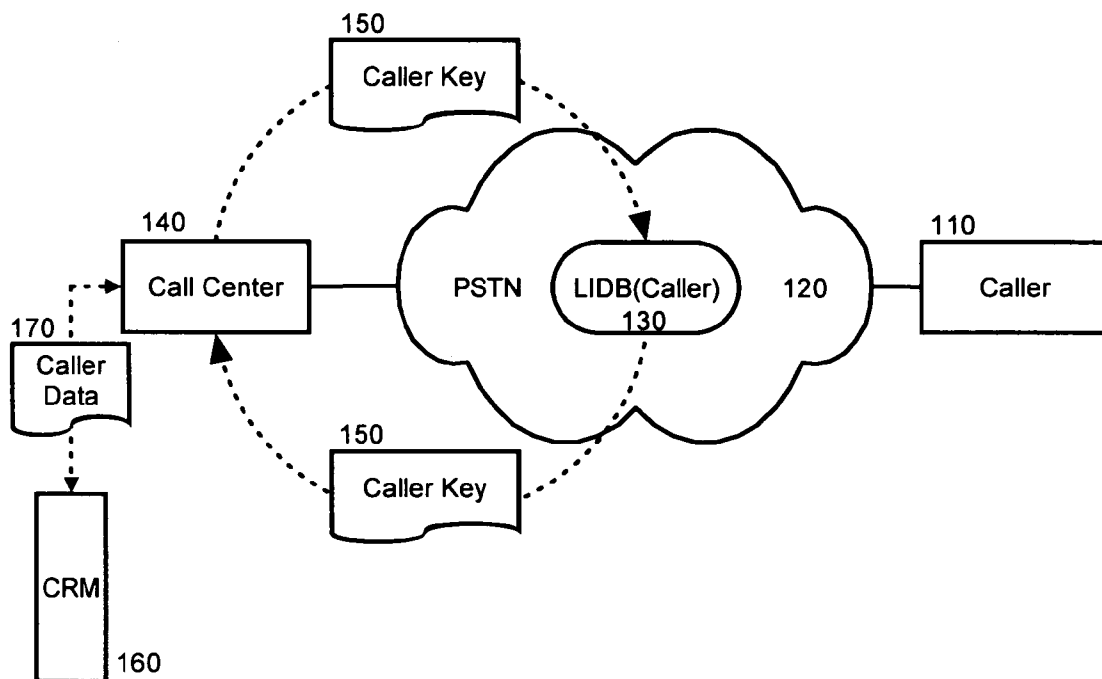 150
Caller Key
140
Call Center
PSTN
LIDB(Caller)
130
120
110
Caller
170
Caller
Data
150
Caller Key
CRM
160